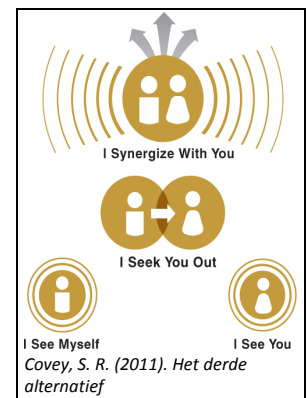 I Synergize With You
I Seek You Out
I See Myself
I See You
Covey, S. R. (2011). Het derde
alternatief